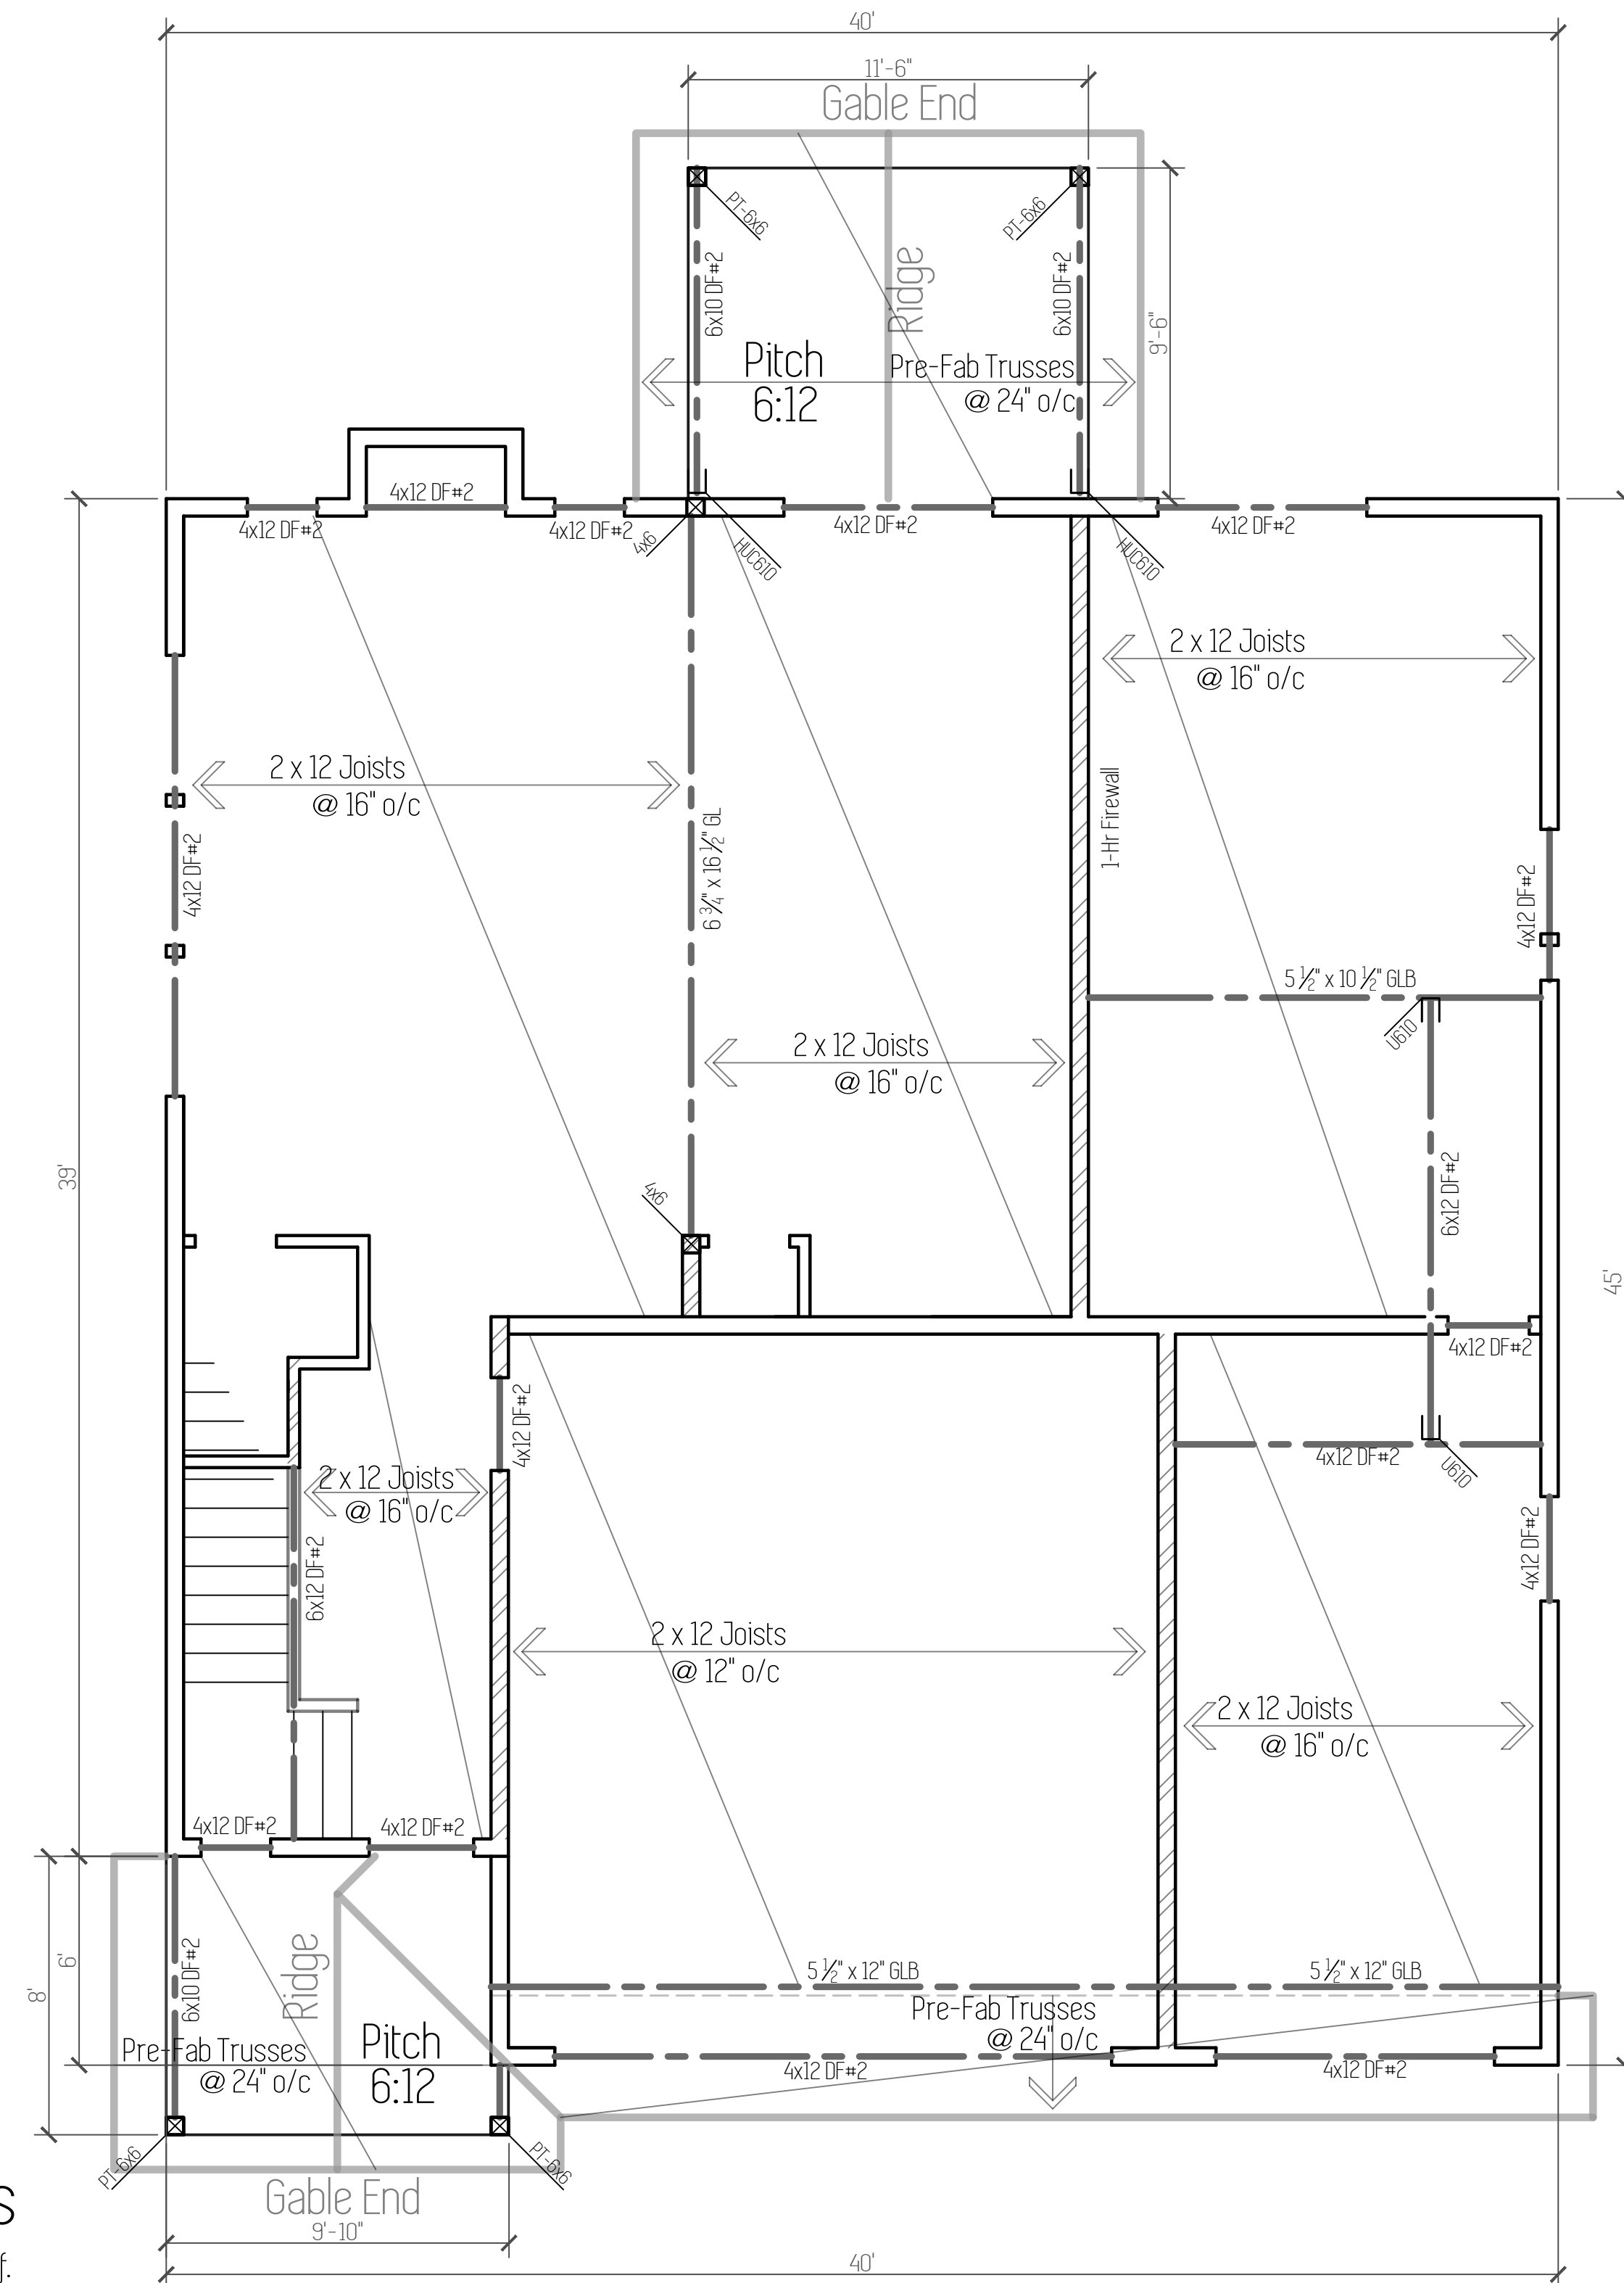 40'
11'-6"
Gable End
PT-6x6
PT-6x6
6x10 DF#2
Ridge
6x10 DF#2
9'-6"
Pitch
6:12
Pre-Fab Trusses
@ 24" o/c
4x12 DF#2
4x12 DF#2
4x12 DF#2
4x6
HUC610
4x12 DF#2
HUC610
4x12 DF#2
2 x 12 Joists
@ 16" o/c
2 x 12 Joists
@ 16" o/c
1-Hr Firewall
6 3/4" x 16 1/2" GL
4x12 DF#2
4x12 DF#2
5 1/2" x 10 1/2" GLB
U610
2 x 12 Joists
@ 16" o/c
39'
4x6
6x12 DF#2
45'
4x12 DF#2
4x12 DF#2
4x12 DF#2
U610
2 x 12 Joists
@ 16" o/c
6x12 DF#2
4x12 DF#2
2 x 12 Joists
@ 12" o/c
2 x 12 Joists
@ 16" o/c
4x12 DF#2
4x12 DF#2
6'
8'
6x10 DF#2
Ridge
5 1/2" x 12" GLB
5 1/2" x 12" GLB
Pre-Fab Trusses
@ 24" o/c
Pre-Fab Trusses
@ 24" o/c
Pitch
6:12
4x12 DF#2
4x12 DF#2
PT-6x6
PT-6x6
Gable End
S
9'-10"
f.
40'